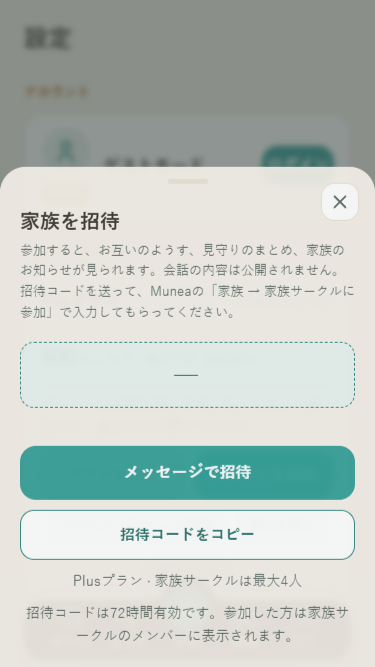 設定
アカウント
家族を招待
参加すると、お互いのようす、見守りのまとめ、家族の
お知らせが見られます。会話の内容は公開されません。
招待コードを送って、Muneaの「家族 → 家族サークルに
参加」で入力してもらってください。
—
メッセージで招待
招待コードをコピー
Plusプラン · 家族サークルは最大4人
招待コードは72時間有効です。参加した方は家族サ
ークルのメンバーに表示されます。